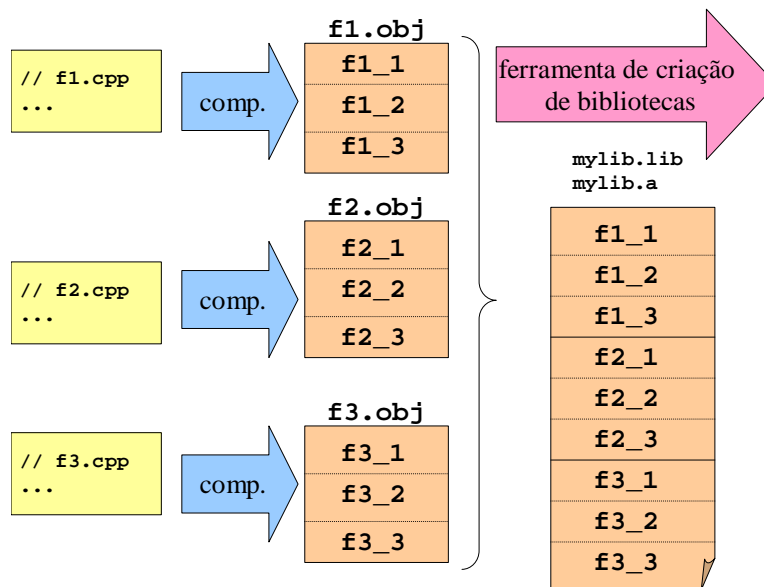 // f1.cpp
...
comp.
f1.obj
f1_1
f1_2
f1_3
// f2.cpp
...
comp.
f2.obj
f2_1
f2_2
f2_3
// f3.cpp
...
comp.
f3.obj
f3_1
f3_2
f3_3
ferramenta de criação
de bibliotecas
mylib.lib
mylib.a
f1_1
f1_2
f1_3
f2_1
f2_2
f2_3
f3_1
f3_2
f3_3